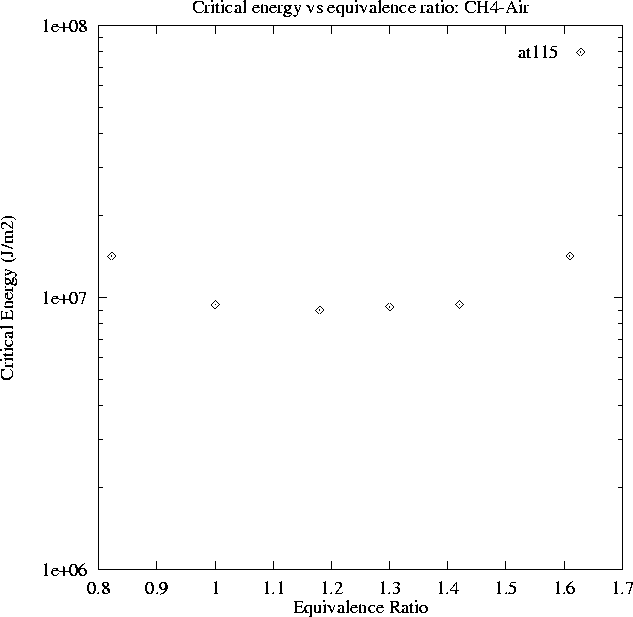 Critical energy vs equivalence ratio: CH4-Air
1e+08
at115
Critical Energy (J/m2)
1e+07
1e+06
0.8 0.9 1 1.1 1.2 1.3 1.4 1.5 1.6 1.7
Equivalence Ratio